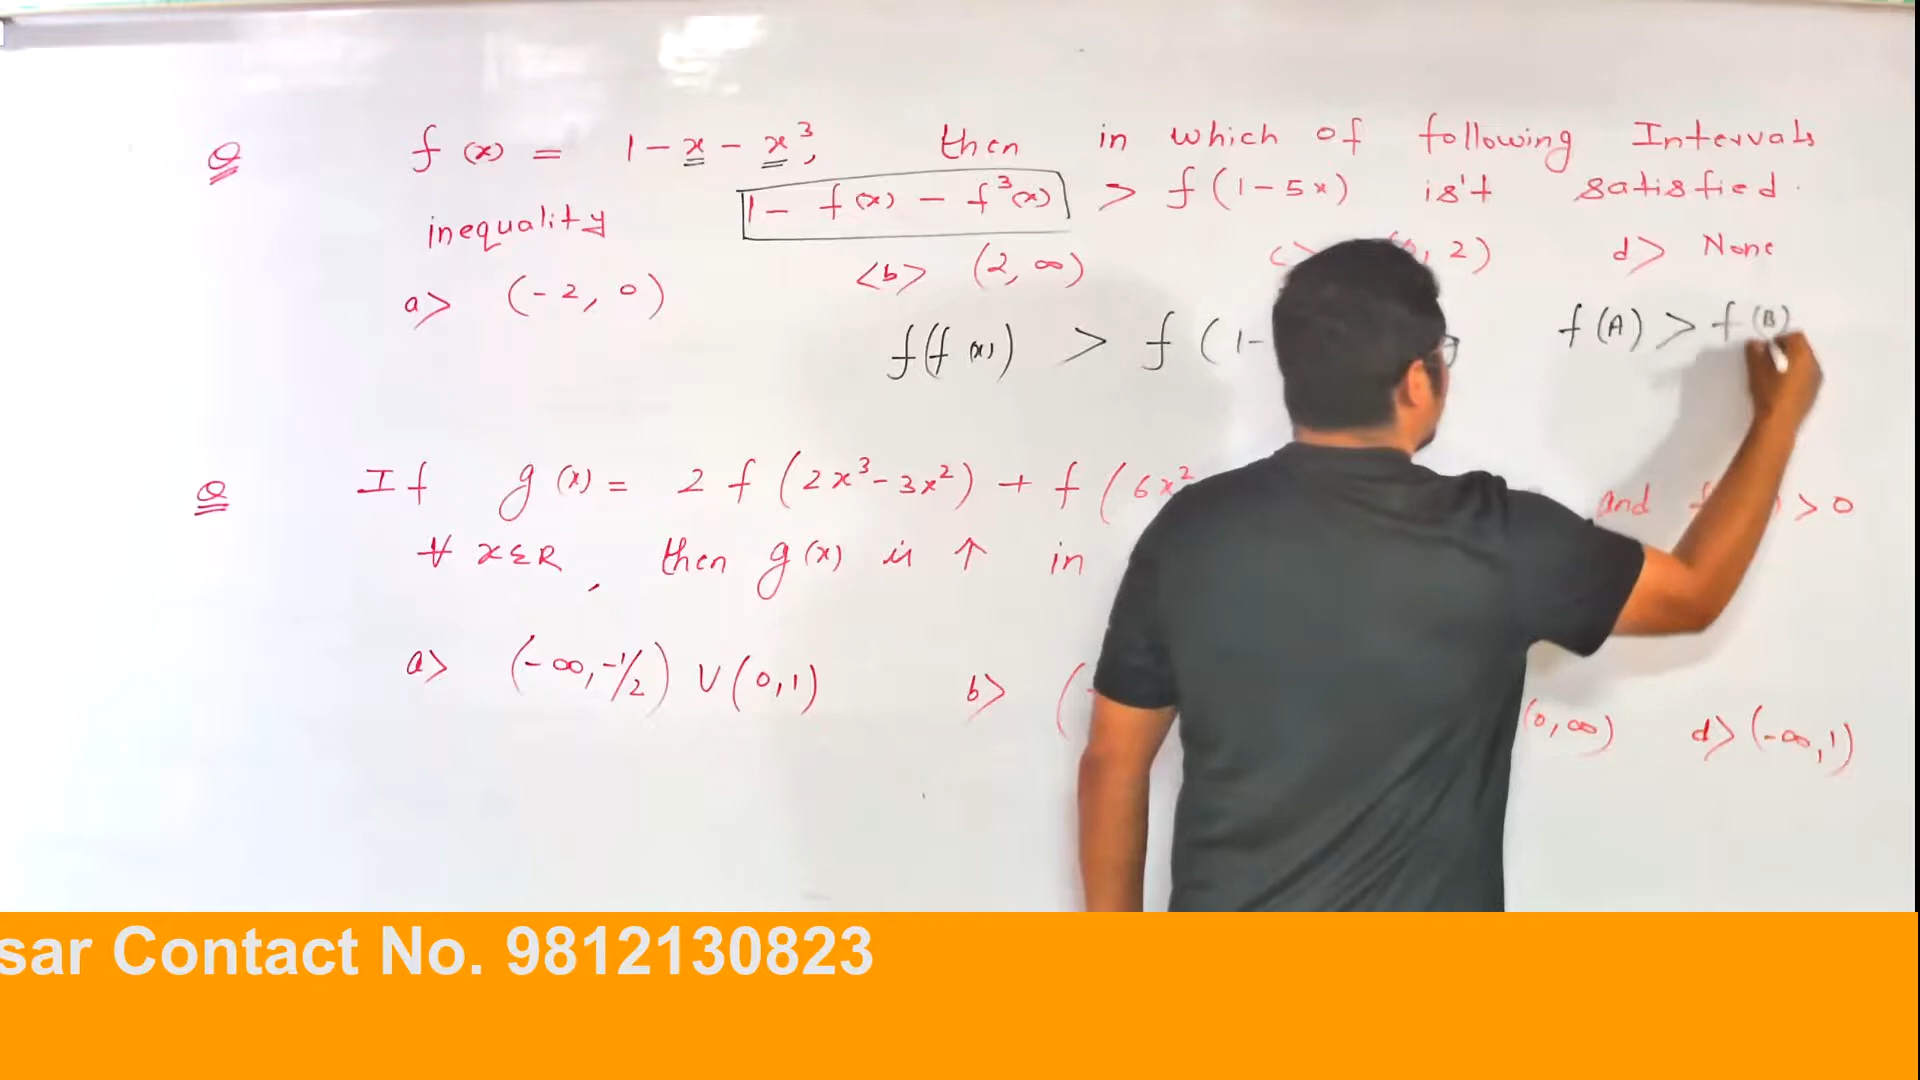 Q f(x) = 1 - x - x³, then in which of following Intervals
inequality 1 - f(x) - f³(x) > f(1-5x) is't satisfied.
a> (-2, 0) <b> (2, ∞) , 2) d> None
f(f(x)) > f(1- f(A) > f(B)
Q If g(x) = 2f(2x³-3x²) + f(6x² and > 0
∀ x∈R, then g(x) is ↑ in
a> (-∞, -1/2) ∪ (0,1) b> ( (0, ∞) d> (-∞, 1)
sar Contact No. 9812130823